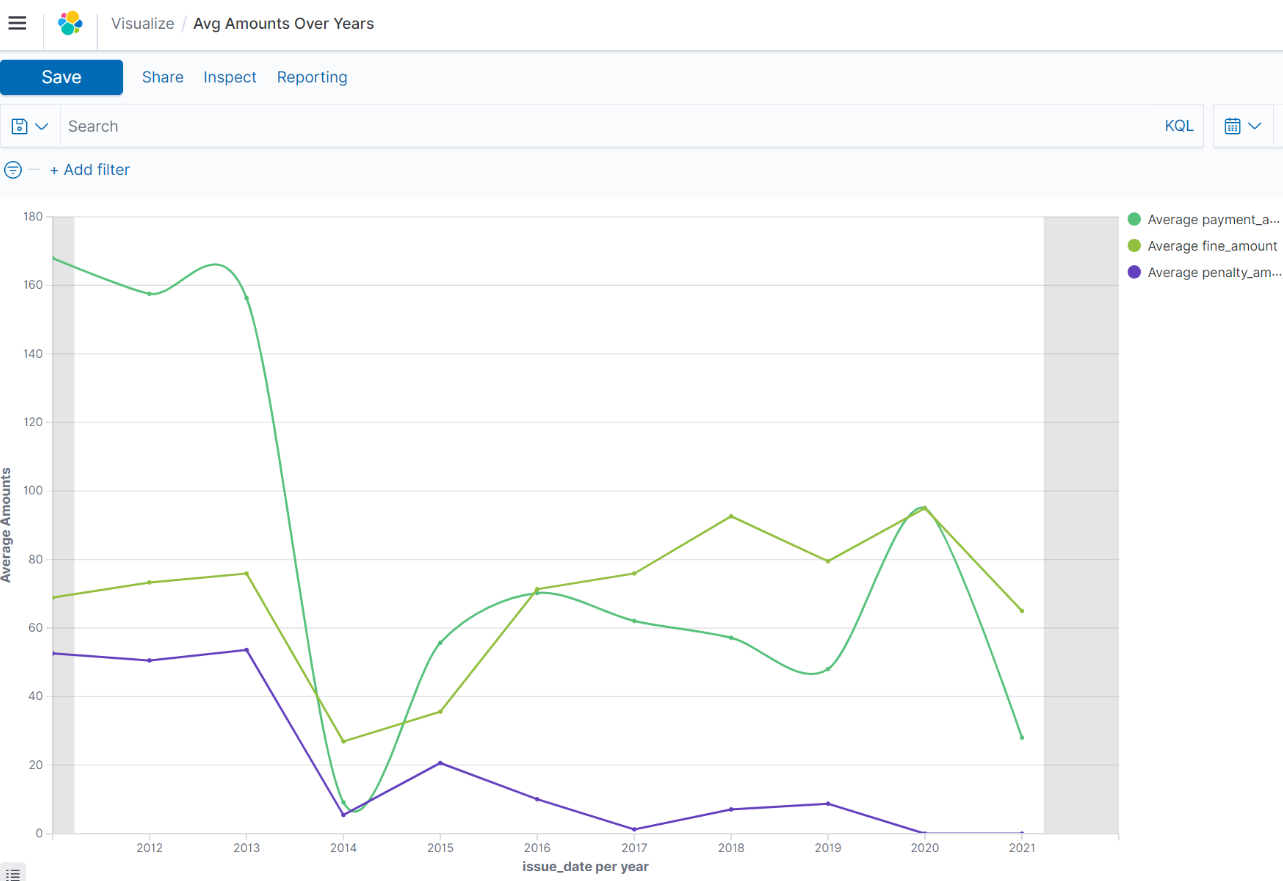 Visualize / Avg Amounts Over Years
Save Share Inspect Reporting
Search KQL
+ Add filter
180
160
140
120
100
80
60
40
20
0
Average Amounts
2012 2013 2014 2015 2016 2017 2018 2019 2020 2021
issue_date per year
Average payment_a...
Average fine_amount
Average penalty_am...